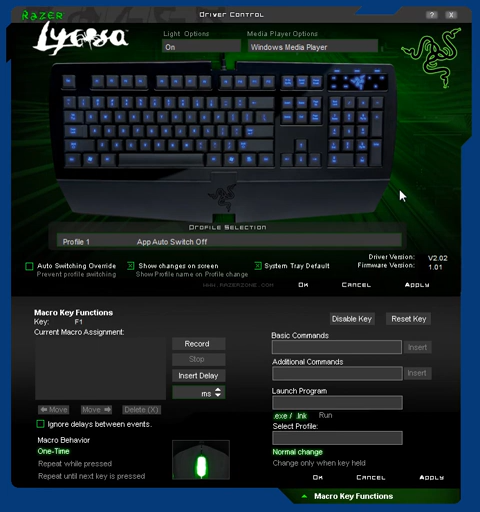 RAZER
DRIVER CONTROL
? X
Lycosa
Light Options
Media Player Options
On
Windows Media Player
PROFILE SELECTION
Profile 1 App Auto Switch Off
Auto Switching Override
Prevent profile switching
Show changes on screen
Show Profile name on Profile change
System Tray Default
Driver Version: V2.02
Firmware Version: 1.01
WWW.RAZERZONE.COM
OK CANCEL APPLY
Macro Key Functions
Key: F1
Current Macro Assignment:
Record
Stop
Insert Delay
ms
Move Move Delete (X)
Ignore delays between events.
Macro Behavior
One-Time
Repeat while pressed
Repeat until next key is pressed
Disable Key Reset Key
Basic Commands
Insert
Additional Commands
Insert
Launch Program
.exe / .lnk Run
Select Profile:
Normal change
Change only when key held
OK CANCEL APPLY
Macro Key Functions